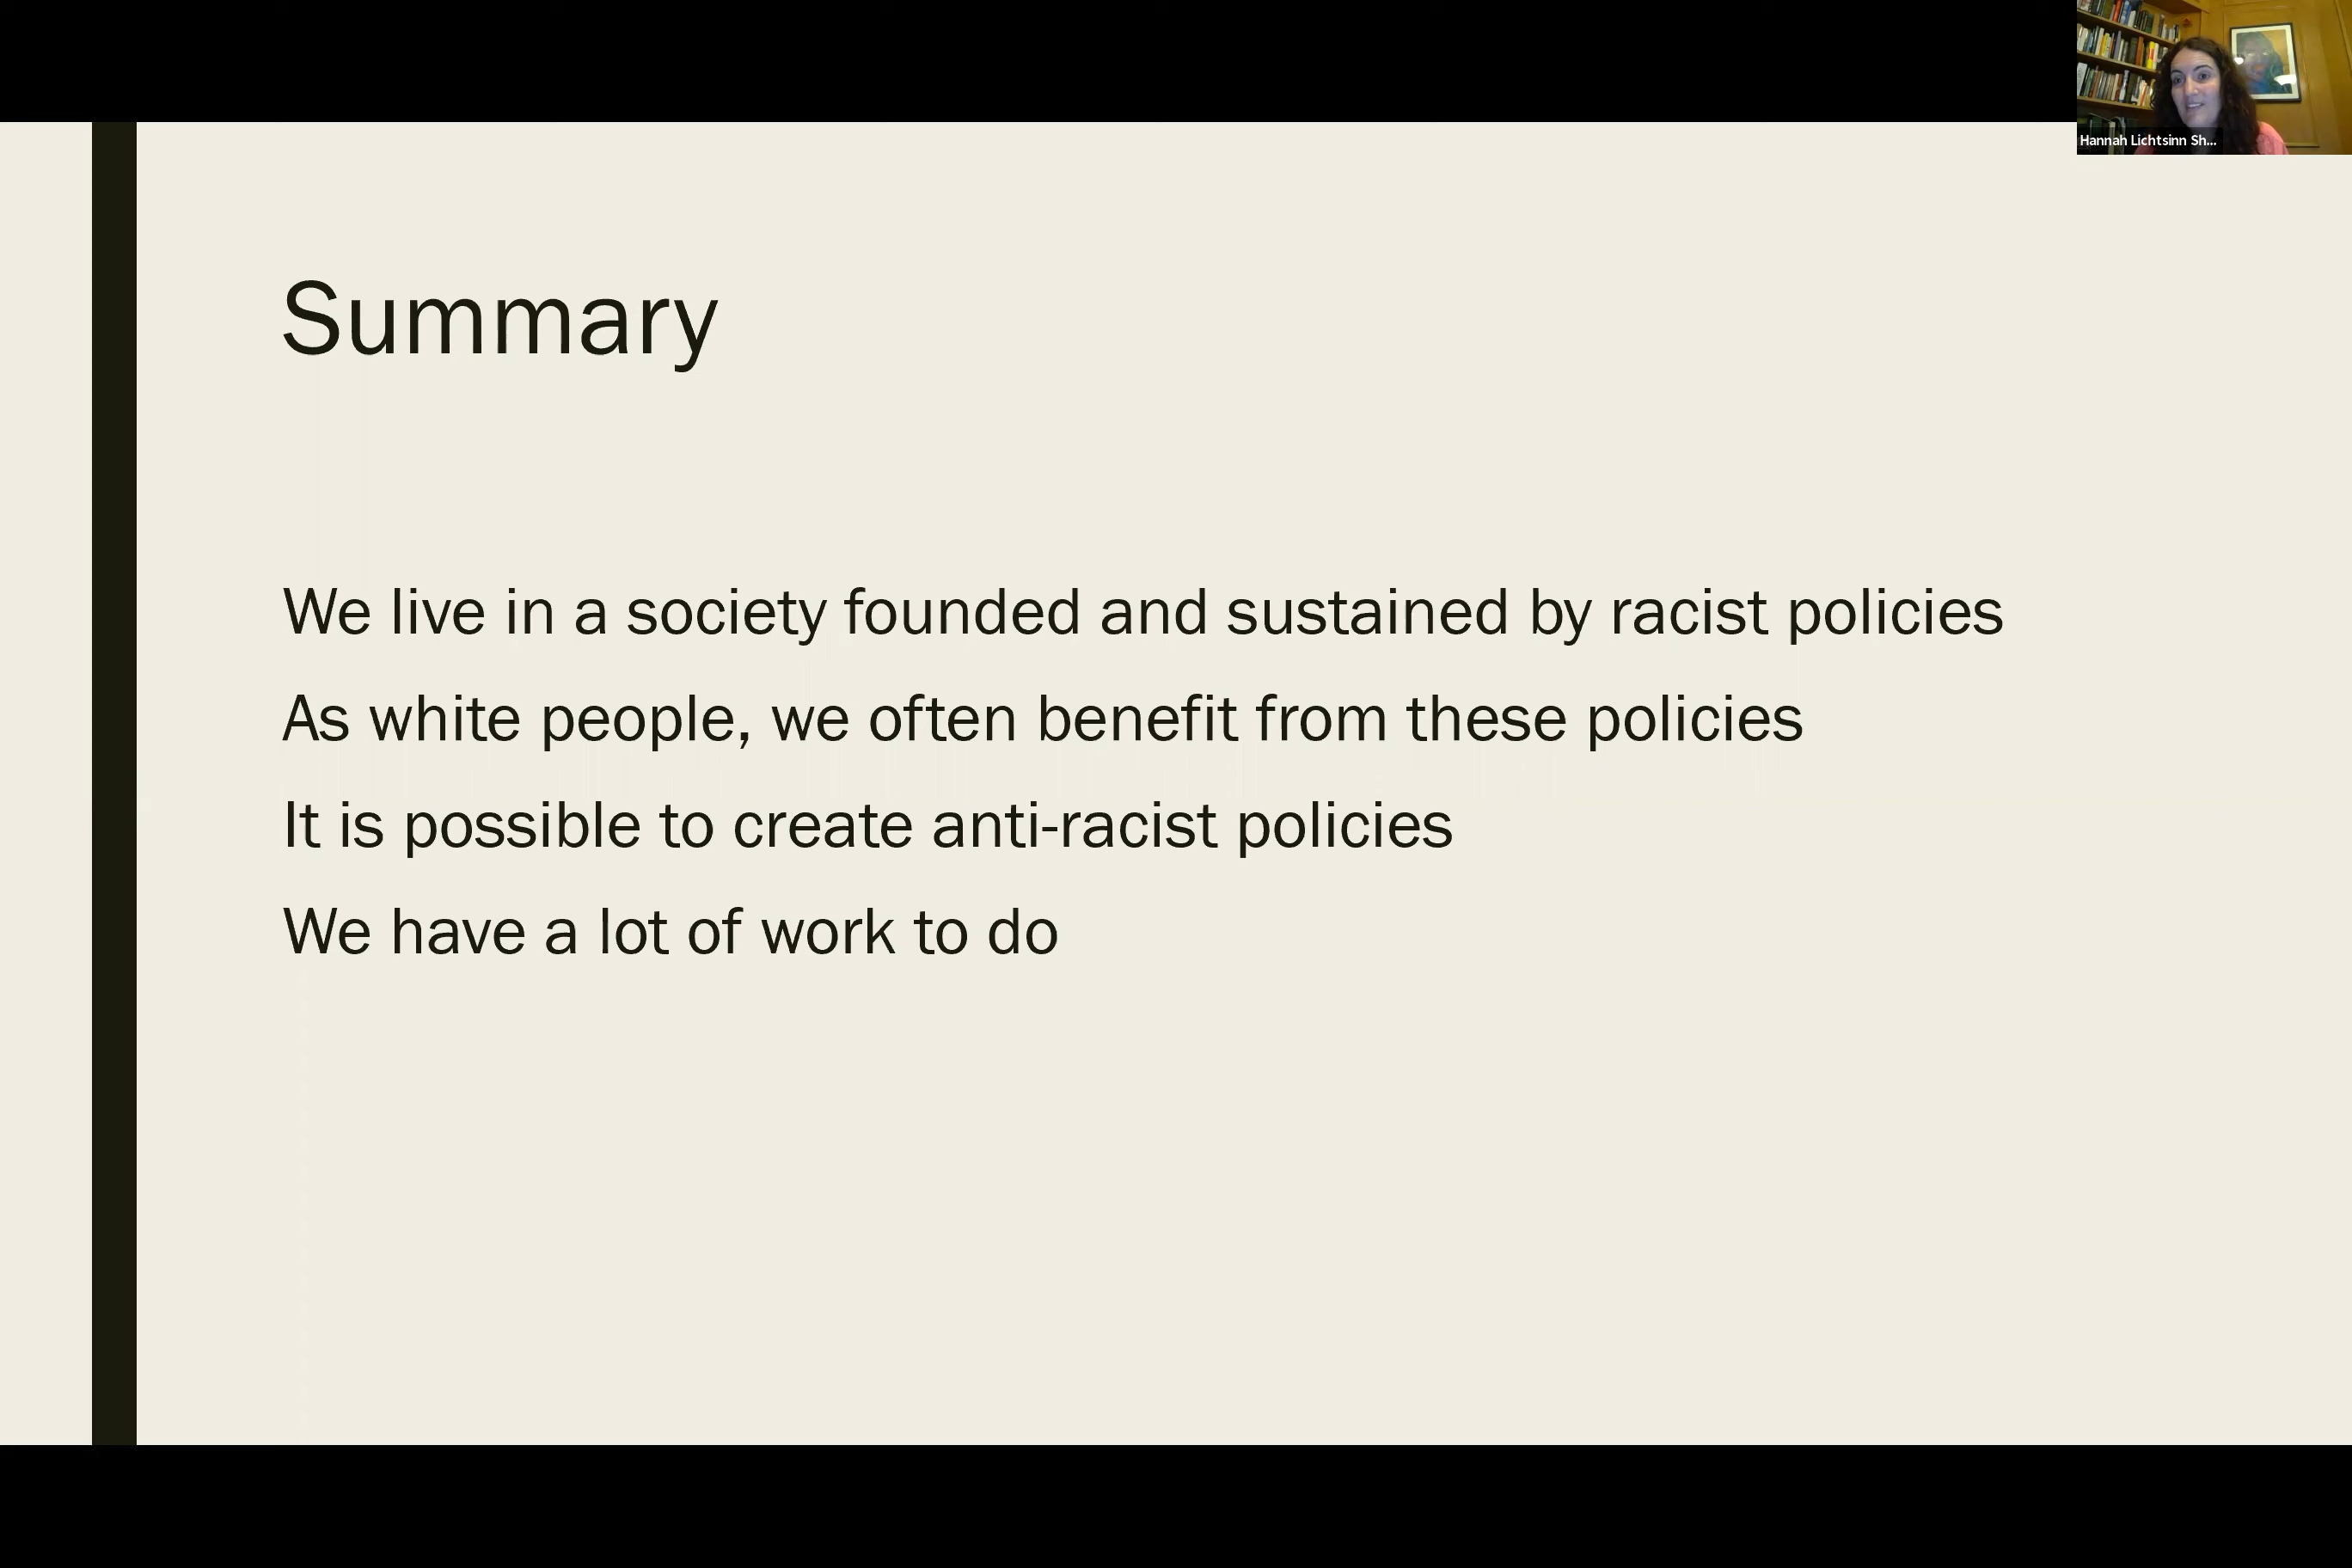 Hannah Lichtsinn Sh...
Summary
We live in a society founded and sustained by racist policies
As white people, we often benefit from these policies
It is possible to create anti-racist policies
We have a lot of work to do